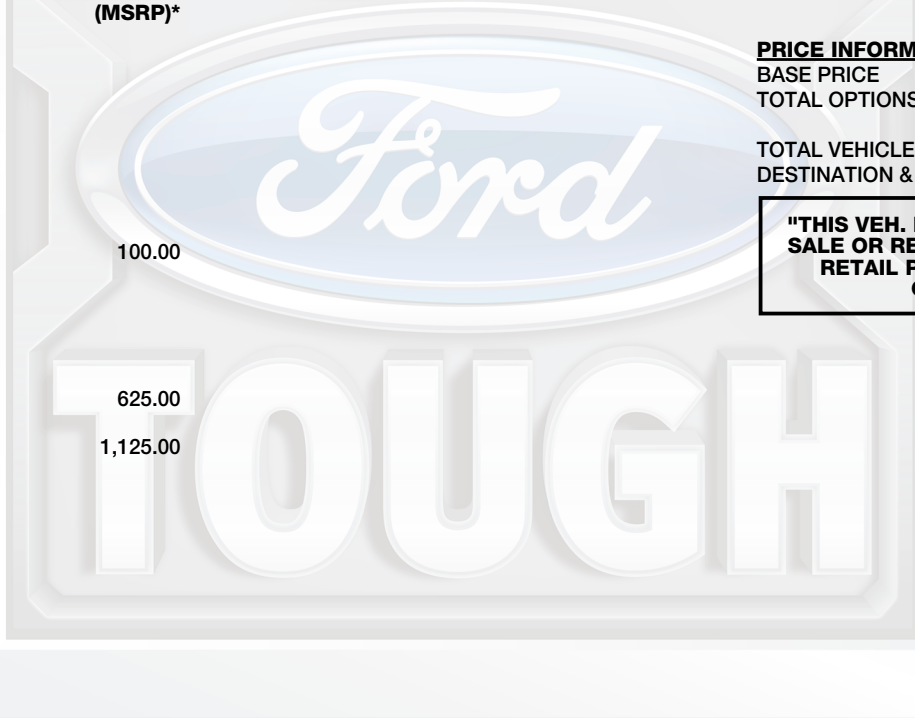 (MSRP)*
PRICE INFORM
BASE PRICE
TOTAL OPTIONS
TOTAL VEHICLE
DESTINATION &
"THIS VEH.
SALE OR RE
RETAIL
100.00
625.00
1,125.00
Ford
TOUGH